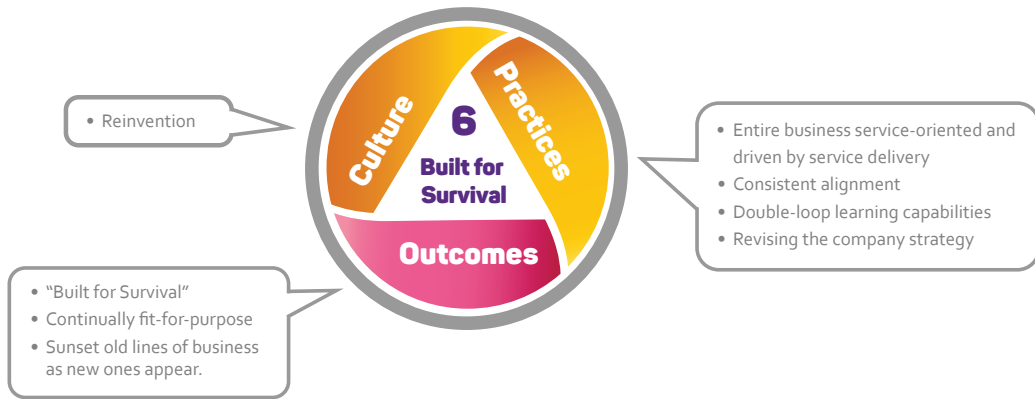 Culture
Practices
6
Built for
Survival
Outcomes
• Reinvention
• Entire business service-oriented and
driven by service delivery
• Consistent alignment
• Double-loop learning capabilities
• Revising the company strategy
• “Built for Survival”
• Continually fit-for-purpose
• Sunset old lines of business
as new ones appear.